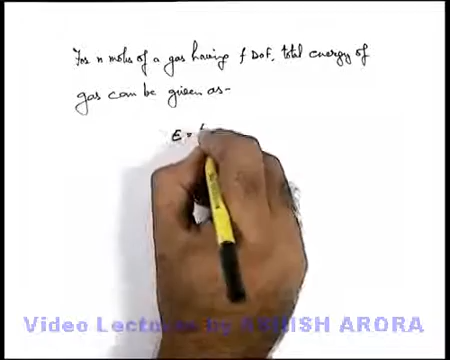 For n moles of a gas having f DOF, total energy of
gas can be given as-
E =
Video Lectures by ASHISH ARORA